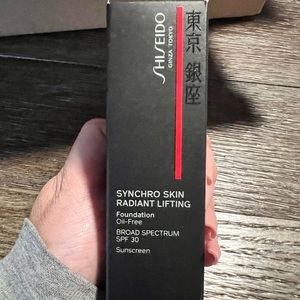 SHISEIDO
GINZA TOKYO
東京銀座
SYNCHRO SKIN
RADIANT LIFTING
Foundation
Oil-Free
BROAD SPECTRUM
SPF 30
Sunscreen